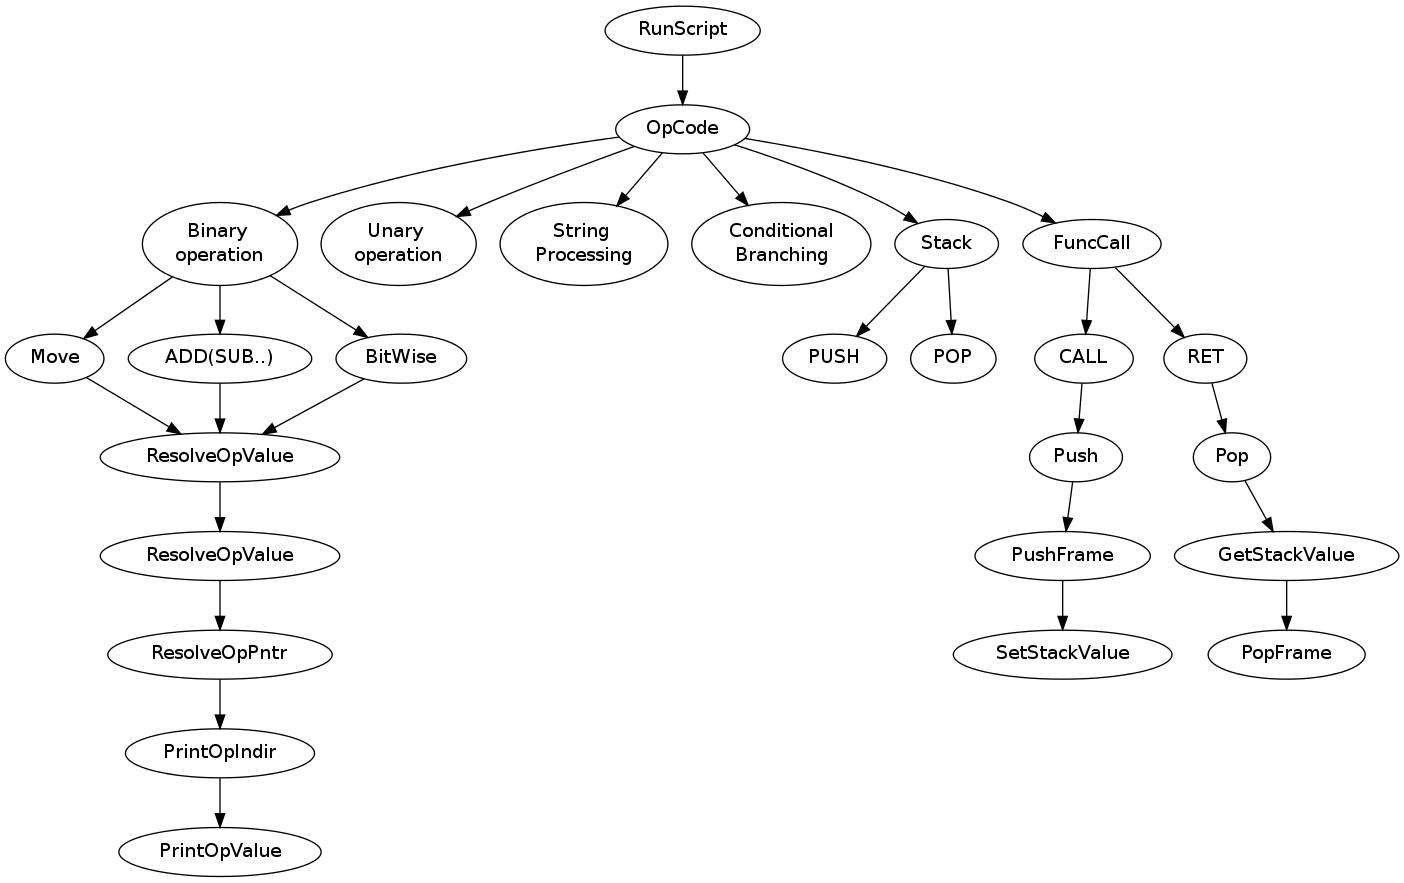 RunScript
OpCode
Binary
operation
Unary
operation
String
Processing
Conditional
Branching
Stack
FuncCall
Move
ADD(SUB..)
BitWise
PUSH
POP
CALL
RET
ResolveOpValue
Push
Pop
ResolveOpValue
PushFrame
GetStackValue
ResolveOpPntr
SetStackValue
PopFrame
PrintOpIndir
PrintOpValue